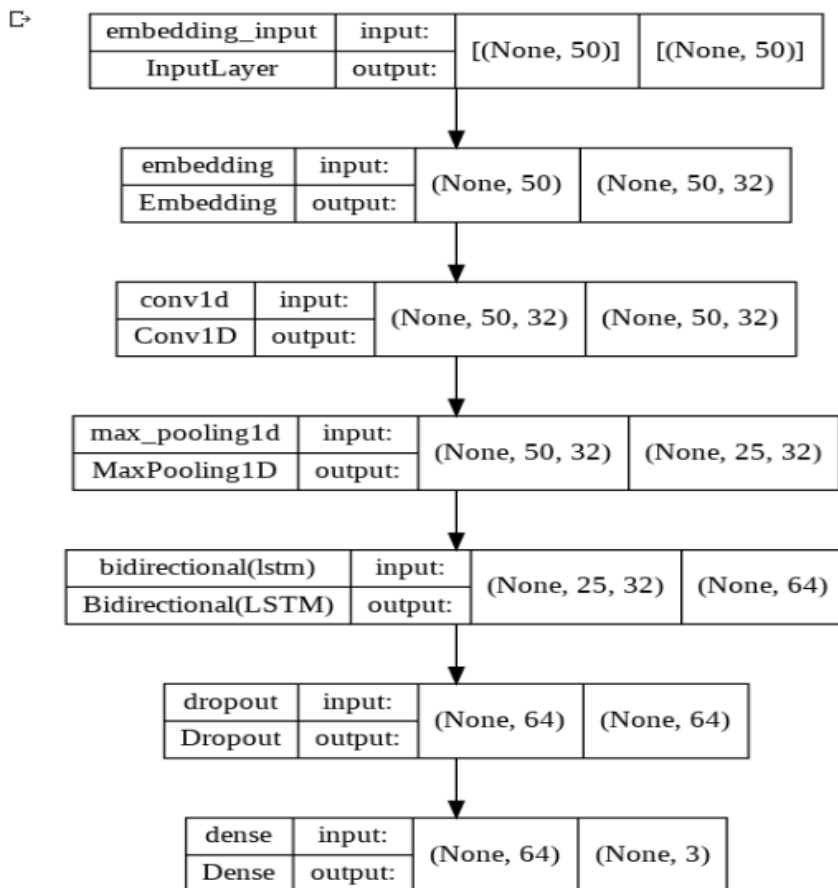 embedding_input input: [(None, 50)] [(None, 50)]
InputLayer output:
embedding input: (None, 50) (None, 50, 32)
Embedding output:
conv1d input: (None, 50, 32) (None, 50, 32)
Conv1D output:
max_pooling1d input: (None, 50, 32) (None, 25, 32)
MaxPooling1D output:
bidirectional(lstm) input: (None, 25, 32) (None, 64)
Bidirectional(LSTM) output:
dropout input: (None, 64) (None, 64)
Dropout output:
dense input: (None, 64) (None, 3)
Dense output: